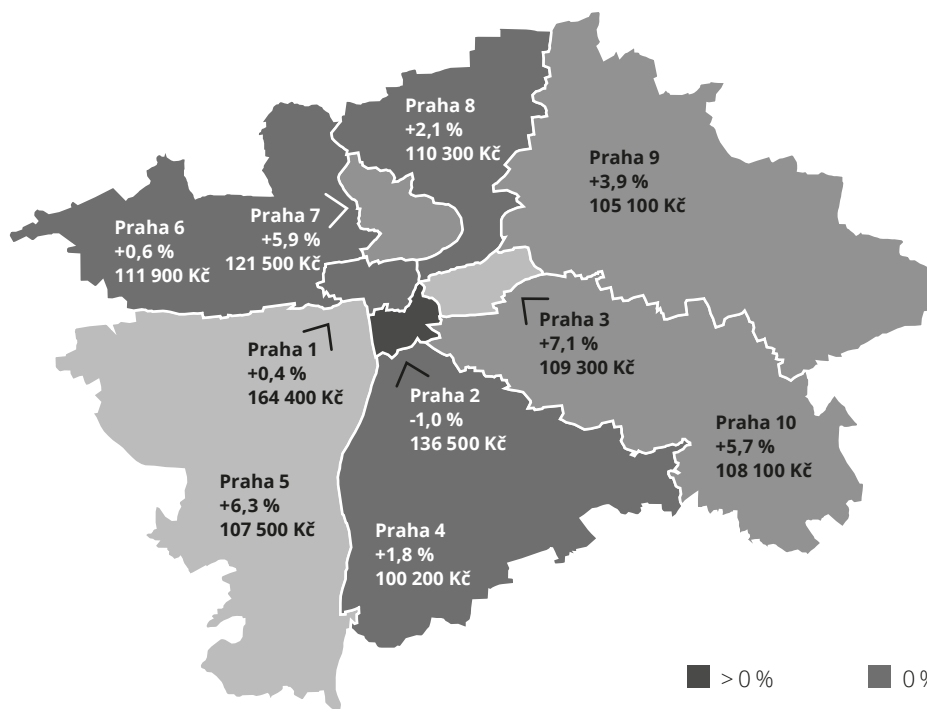 Praha 8
+2,1 %
110 300 Kč
Praha 9
+3,9 %
105 100 Kč
Praha 7
+5,9 %
121 500 Kč
Praha 6
+0,6 %
111 900 Kč
Praha 3
+7,1 %
109 300 Kč
Praha 1
+0,4 %
164 400 Kč
Praha 2
-1,0 %
136 500 Kč
Praha 10
+5,7 %
108 100 Kč
Praha 5
+6,3 %
107 500 Kč
Praha 4
+1,8 %
100 200 Kč
> 0 %
0 %